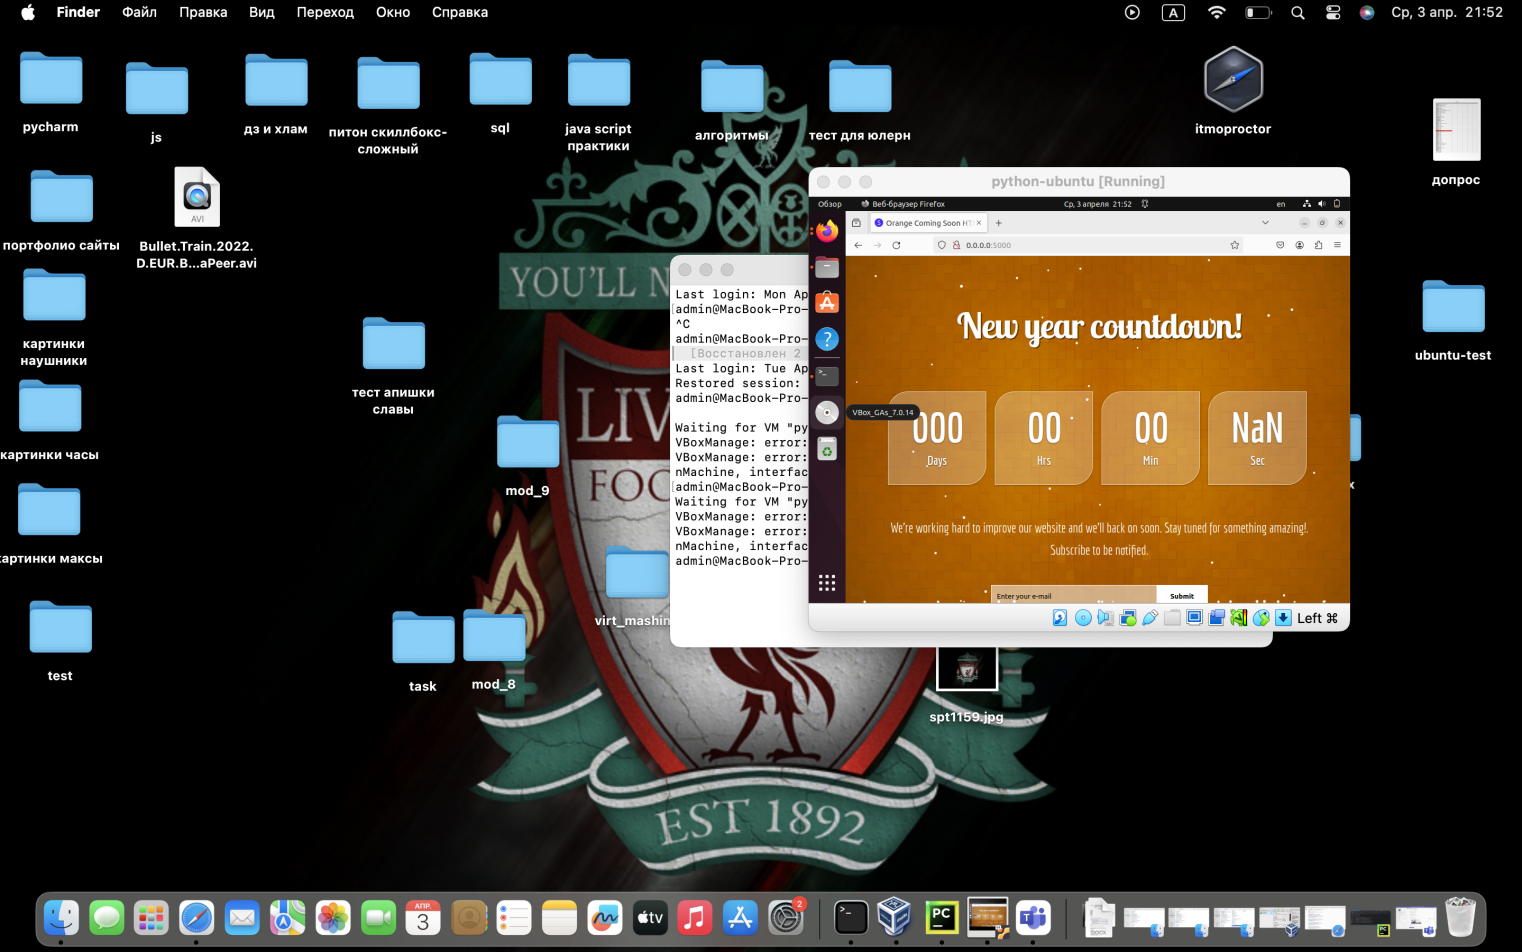 Finder Файл Правка Вид Переход Окно Справка
A
Ср, 3 апр. 21:52
pycharm
js
дз и хлам
питон скиллбокс-
сложный
sql
java script
практики
алгоритмы
тест для юлерн
itmoproctor
допрос
портфолио сайты
AVI
Bullet.Train.2022.
D.EUR.B...aPeer.avi
картинки
наушники
тест апишки
славы
ubuntu-test
картинки часы
mod_9
картинки максы
virt_mashin
test
task
mod_8
spt1159.jpg
x
YOU'LL N
LIV
FOO
EST 1892
Last login: Mon Ap
admin@MacBook-Pro-
^C
admin@MacBook-Pro-
[Восстановлен 2
Last login: Tue Ap
Restored session:
admin@MacBook-Pro-
Waiting for VM "py
VBoxManage: error:
VBoxManage: error:
nMachine, interfac
admin@MacBook-Pro-
Waiting for VM "py
VBoxManage: error:
VBoxManage: error:
nMachine, interfac
admin@MacBook-Pro-
python-ubuntu [Running]
Обзор Веб-браузер Firefox Ср, 3 апреля 21:52 en
Orange Coming Soon HT
0.0.0.0:5000
New year countdown!
VBox_GAs_7.0.14
000 00 00 NaN
Days Hrs Min Sec
We're working hard to improve our website and we'll back on soon. Stay tuned for something amazing!.
Subscribe to be notified.
Enter your e-mail Submit
Left ⌘
АПР.
3
tv
2
PC
DOCX